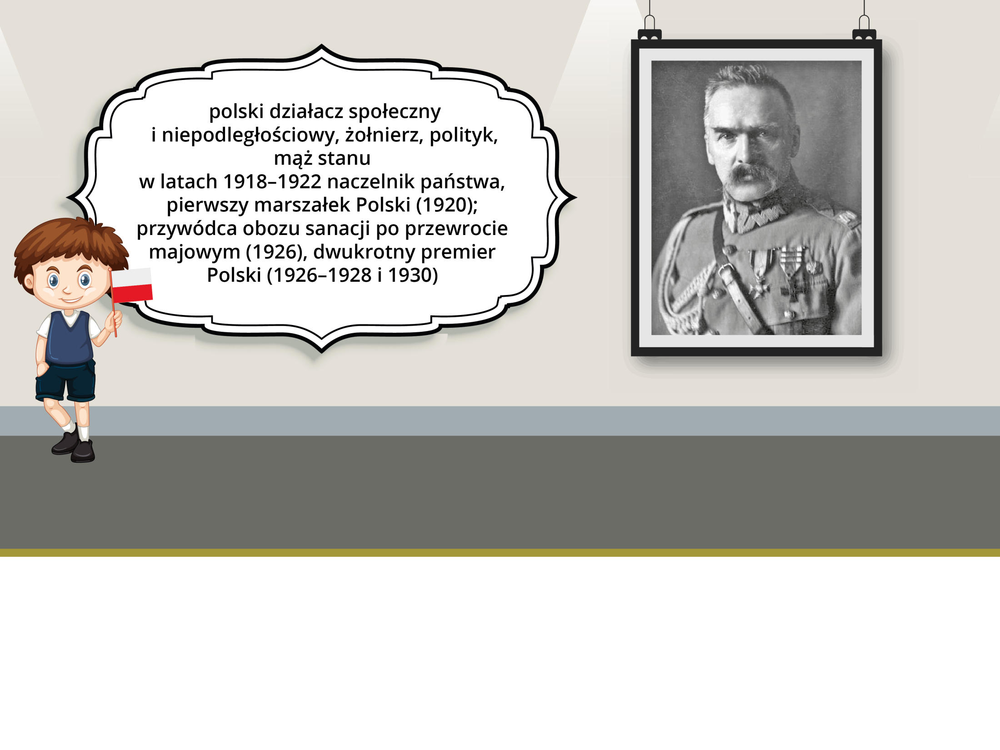 polski działacz społeczny
i niepodległościowy, żołnierz, polityk,
mąż stanu
w latach 1918–1922 naczelnik państwa,
pierwszy marszałek Polski (1920);
przywódca obozu sanacji po przewrocie
majowym (1926), dwukrotny premier
Polski (1926–1928 i 1930)